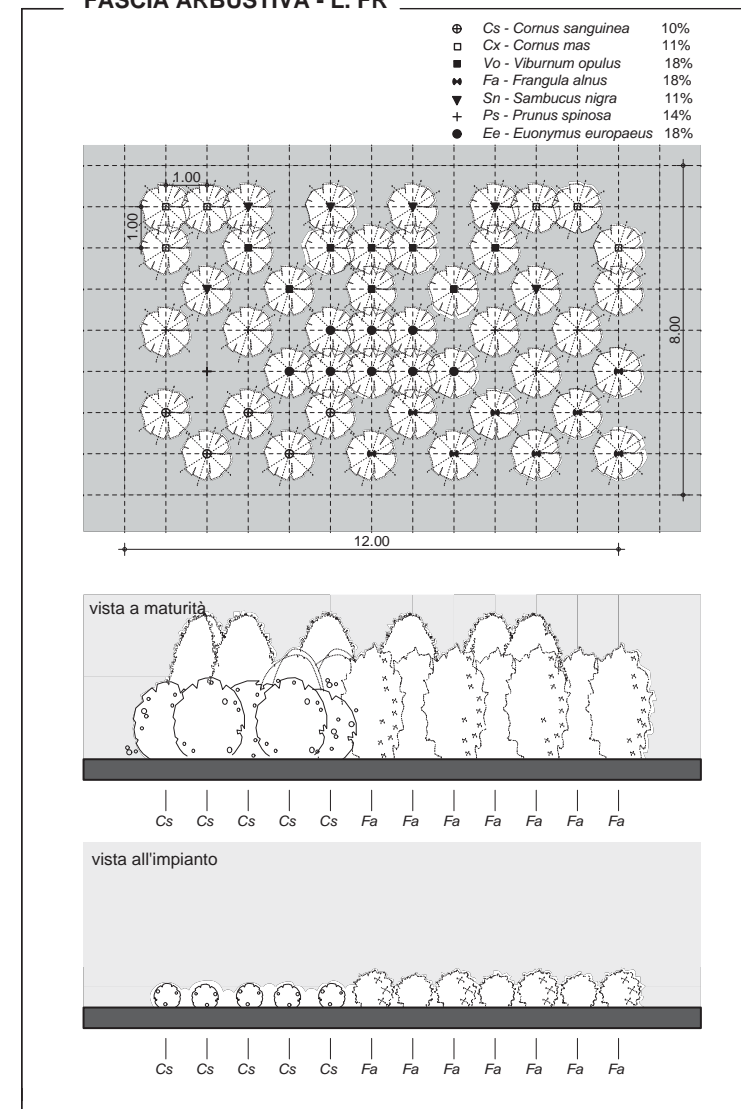 FASCIA ARBUSTIVA - L. FR
Cs - Cornus sanguinea 10%
Cx - Cornus mas 11%
Vo - Viburnum opulus 18%
Fa - Frangula alnus 18%
Sn - Sambucus nigra 11%
Ps - Prunus spinosa 14%
Ee - Euonymus europaeus 18%
1.00
1.00
8.00
12.00
vista a maturità
Cs Cs Cs Cs Cs Fa Fa Fa Fa Fa Fa Fa
vista all'impianto
Cs Cs Cs Cs Cs Fa Fa Fa Fa Fa Fa Fa